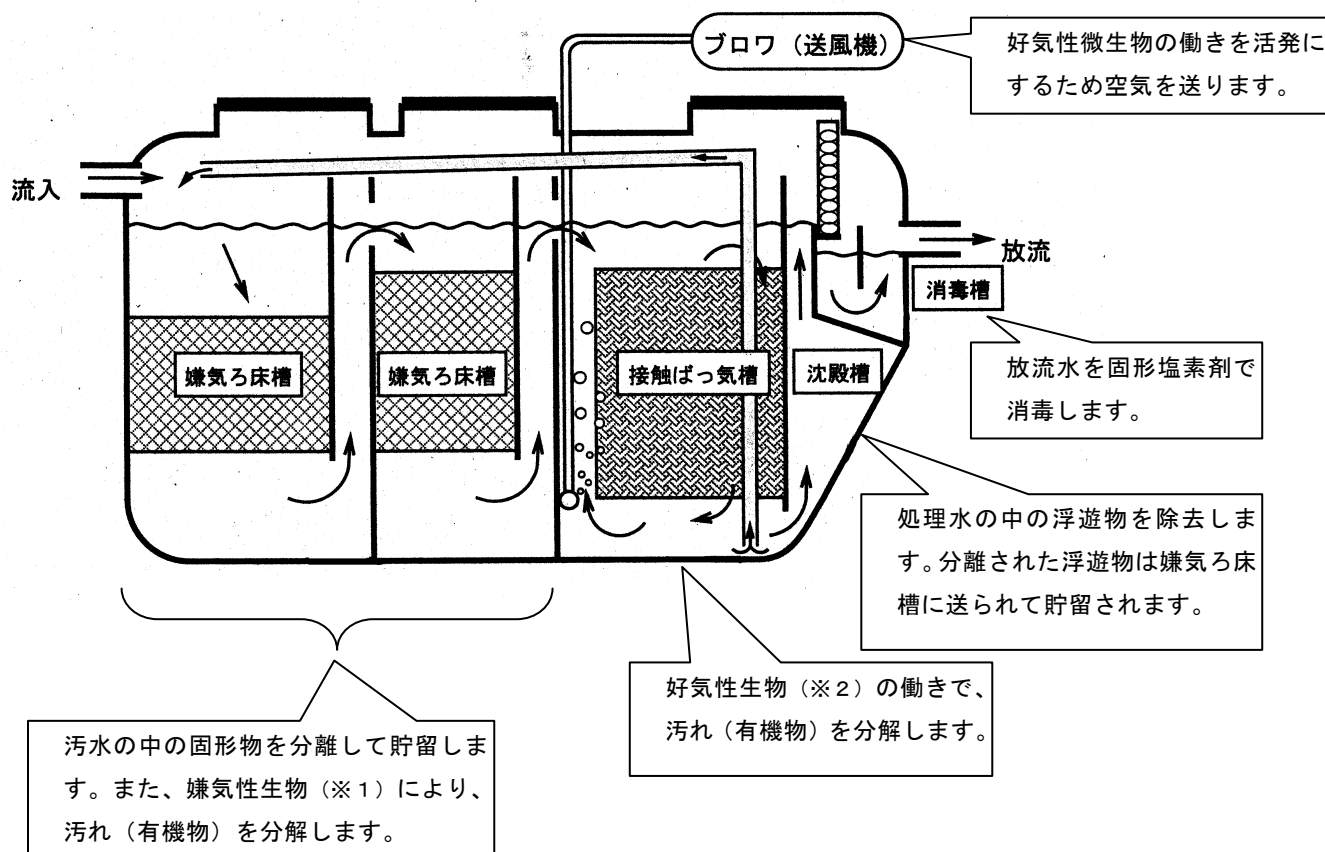 ブロワ（送風機）
好気性微生物の働きを活発に
するため空気を送ります。
流入
放流
消毒槽
嫌気ろ床槽
嫌気ろ床槽
接触ばっ気槽
沈殿槽
放流水を固形塩素剤で
消毒します。
処理水の中の浮遊物を除去しま
す。分離された浮遊物は嫌気ろ床
槽に送られて貯留されます。
好気性生物（※２）の働きで、
汚れ（有機物）を分解します。
汚水の中の固形物を分離して貯留しま
す。また、嫌気性生物（※１）により、
汚れ（有機物）を分解します。